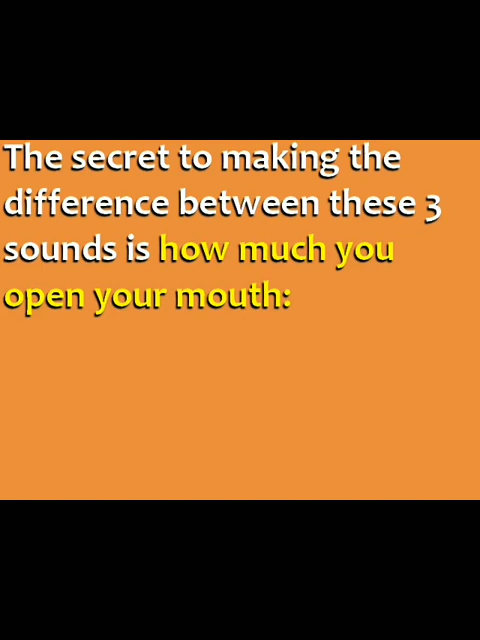 The secret to making the
difference between these 3
sounds is how much you
open your mouth: